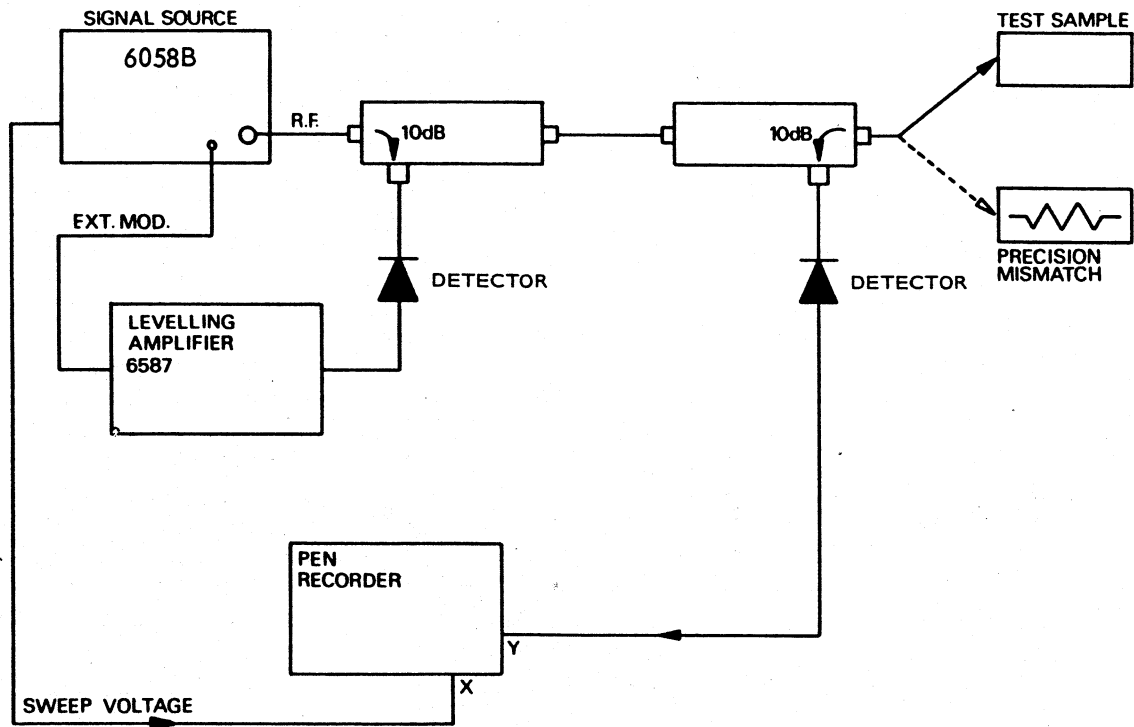 SIGNAL SOURCE
6058B
TEST SAMPLE
R.F.
10dB
10dB
EXT. MOD.
PRECISION
MISMATCH
DETECTOR
DETECTOR
LEVELLING
AMPLIFIER
6587
PEN
RECORDER
Y
X
SWEEP VOLTAGE